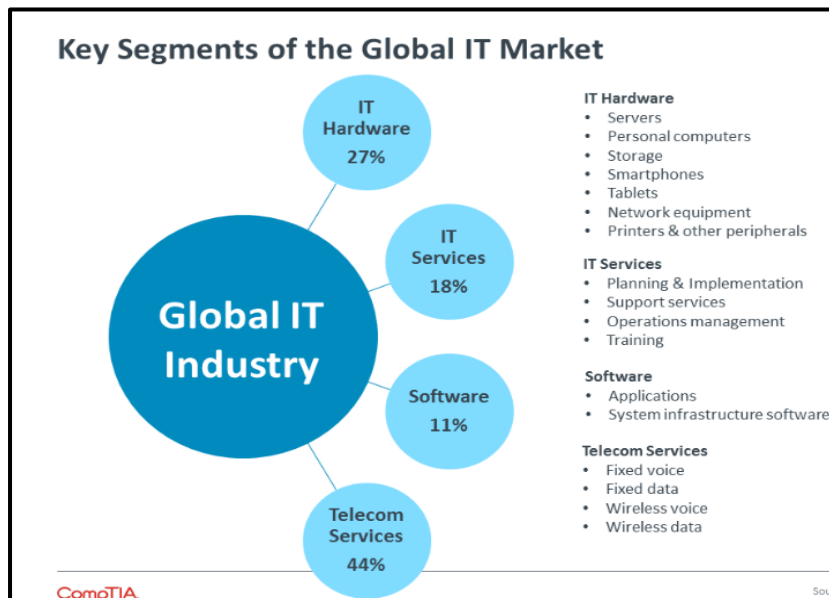 Key Segments of the Global IT Market
IT
Hardware
27%
IT
Services
18%
Global IT
Industry
Software
11%
Telecom
Services
44%
IT Hardware
• Servers
• Personal computers
• Storage
• Smartphones
• Tablets
• Network equipment
• Printers & other peripherals
IT Services
• Planning & Implementation
• Support services
• Operations management
• Training
Software
• Applications
• System infrastructure software
Telecom Services
• Fixed voice
• Fixed data
• Wireless voice
• Wireless data
CompTIA